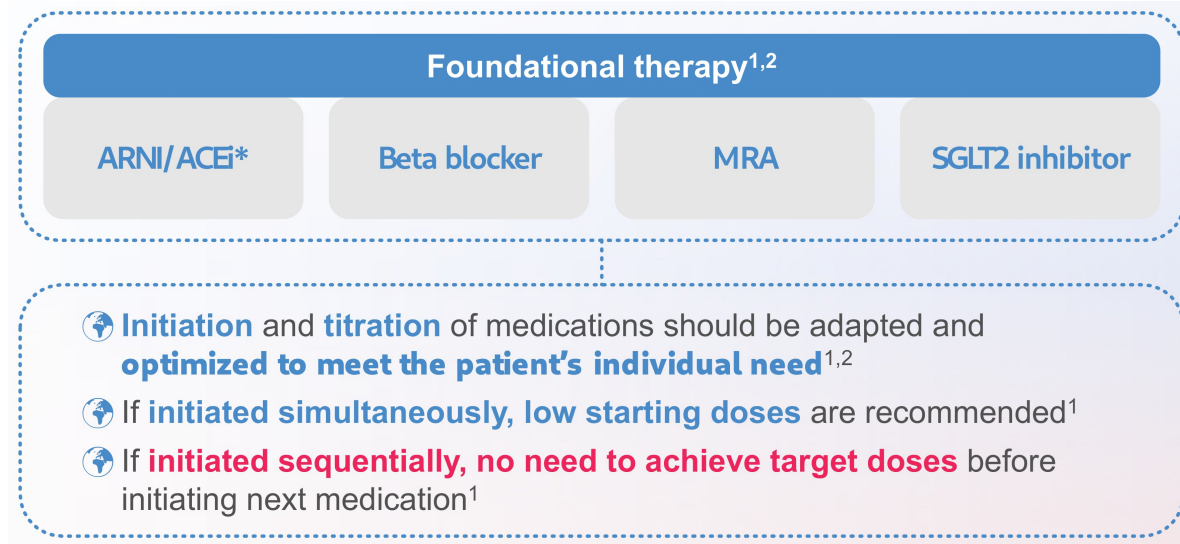 Foundational therapy1,2
ARNI/ACEi*
Beta blocker
MRA
SGLT2 inhibitor
Initiation and titration of medications should be adapted and
optimized to meet the patient's individual need1,2
If initiated simultaneously, low starting doses are recommended1
If initiated sequentially, no need to achieve target doses before
initiating next medication1